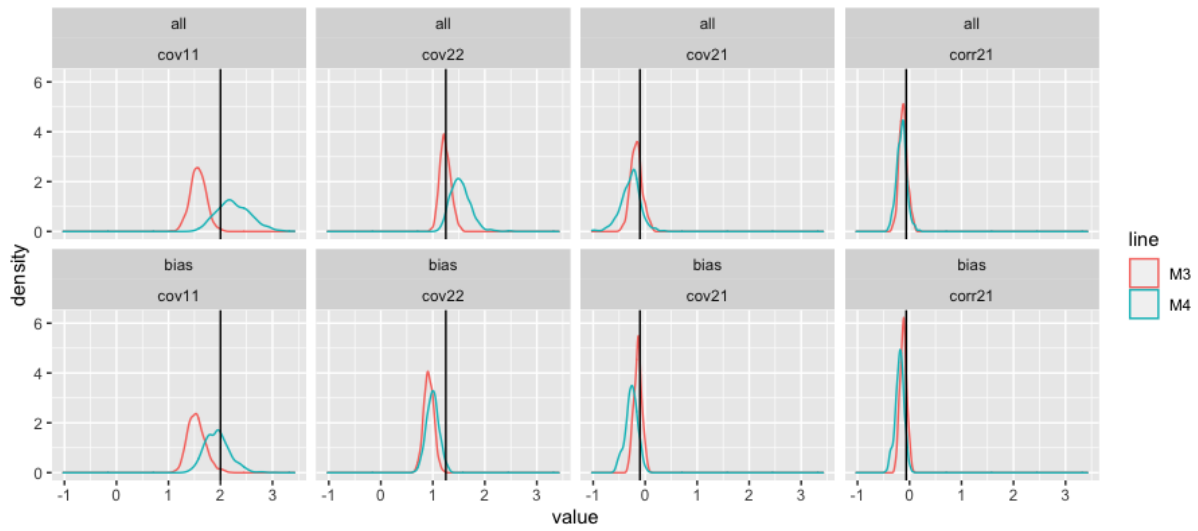 all all all all
cov11 cov22 cov21 corr21
6
4
2
0
bias bias bias bias
cov11 cov22 cov21 corr21
6
4
2
0
-1 0 1 2 3 -1 0 1 2 3 -1 0 1 2 3 -1 0 1 2 3
value
density
line
M3
M4